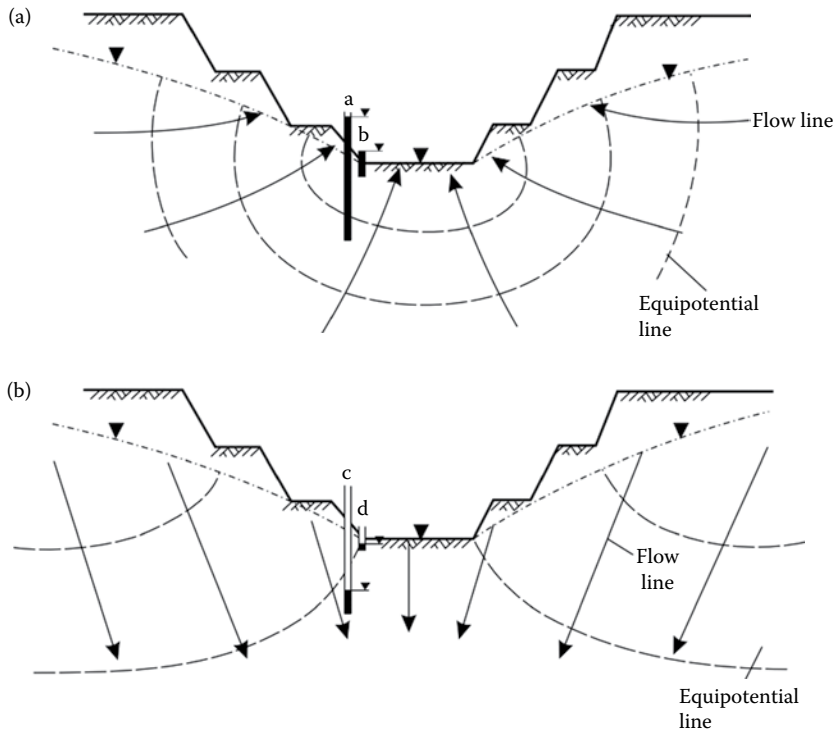 (a)
a
b
Flow line
Equipotential
line
(b)
c
d
Flow
line
Equipotential
line